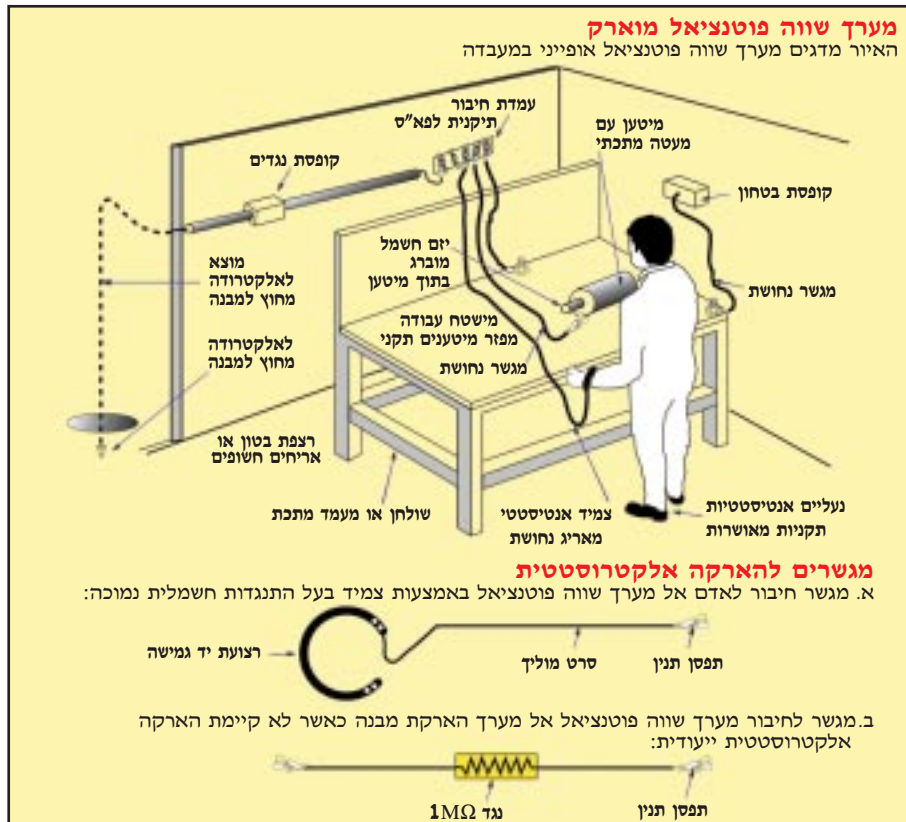 מערך שווה פוטנציאל מוארק
האיור מדגים מערך שווה פוטנציאל אופייני במעבדה
עמדת חיבור
תיקנית לפא"ס
מיטען עם
מעטה מתכתי
קופסת נגדים
קופסת בטחון
מוצא
לאלקטרודה
מחוץ למבנה
יזם חשמל
מוברג
בתוך מיטען
מגשר נחושת
מישטח עבודה
מפזר מיטענים תקני
לאלקטרודה
מחוץ למבנה
מגשר נחושת
רצפת בטון או
אריחים חשופים
שולחן או מעמד מתכת
צמיד אנטיסטטי
מאריג נחושת
נעליים אנטיסטטיות
תקניות מאושרות
מגשרים להארקה אלקטרוסטטית
א. מגשר חיבור לאדם אל מערך שווה פוטנציאל באמצעות צמיד בעל התנגדות חשמלית נמוכה:
רצועת יד גמישה
סרט מוליך
תפסן תנין
ב.מגשר לחיבור מערך שווה פוטנציאל אל מערך הארקת מבנה כאשר לא קיימת הארקה
אלקטרוסטטית ייעודית:
נגד 1MΩ
תפסן תנין